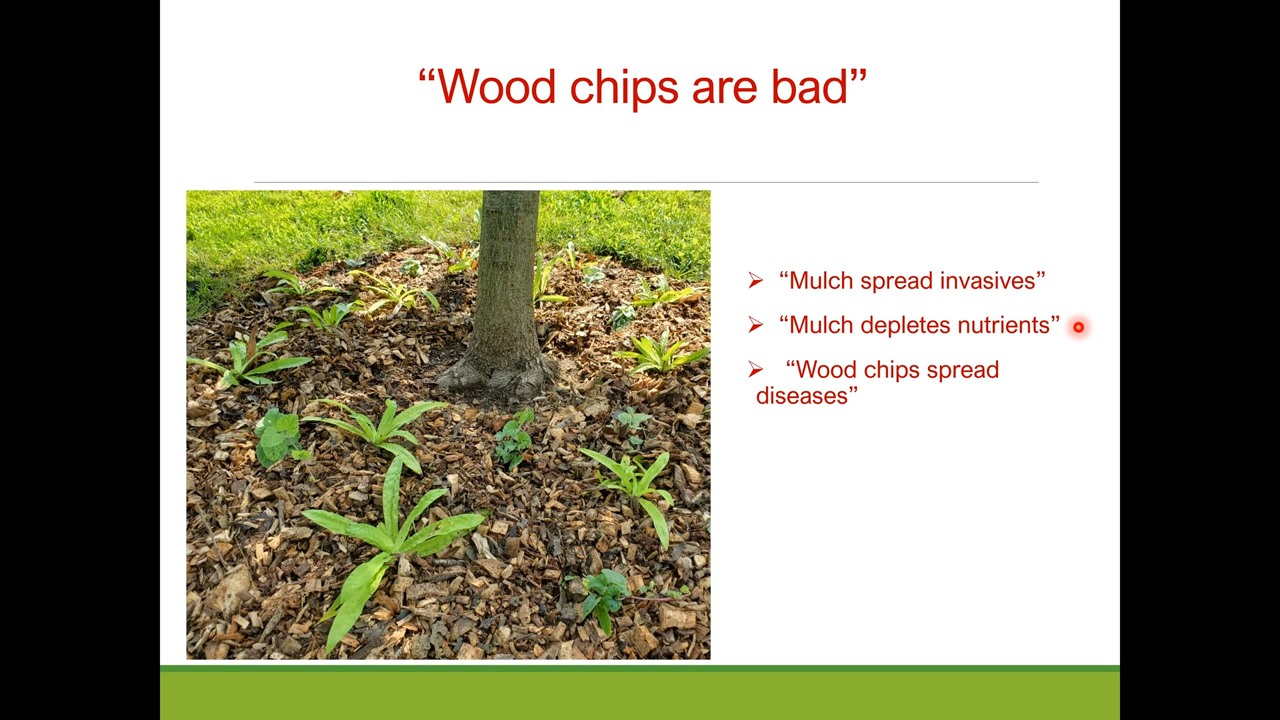 “Wood chips are bad”
➢ “Mulch spread invasives”
➢ “Mulch depletes nutrients”
➢ “Wood chips spread
diseases”